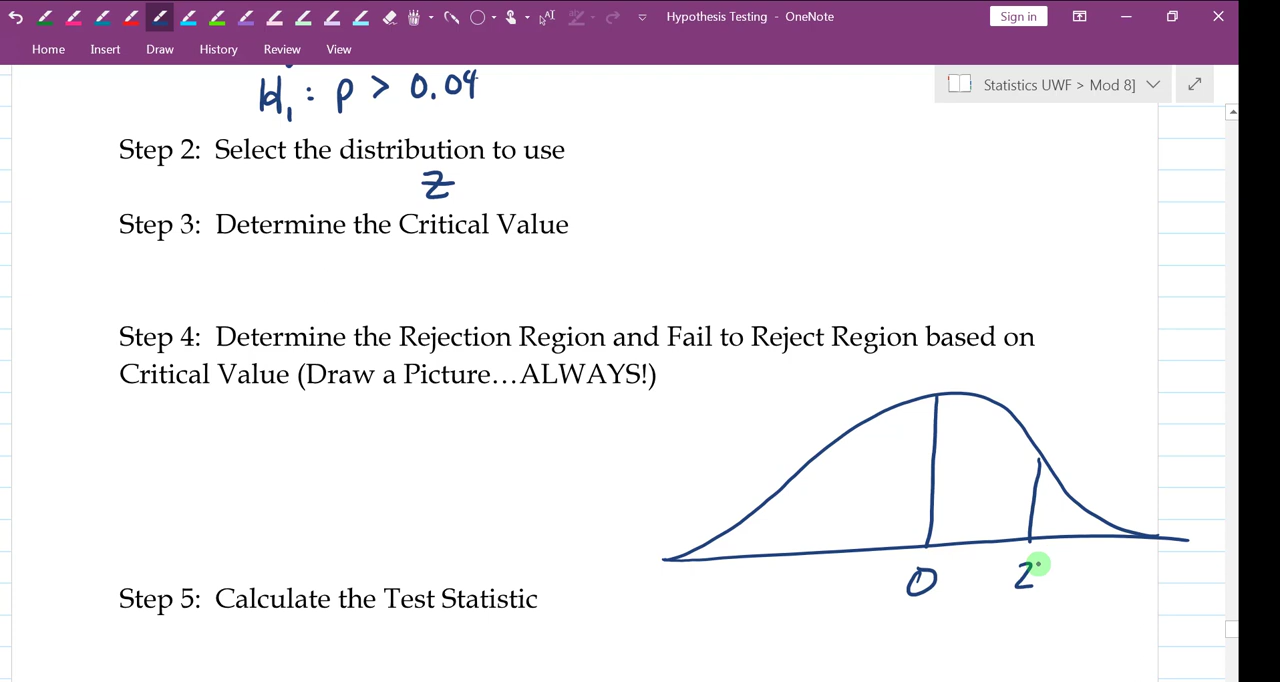 Hypothesis Testing - OneNote
Sign in
Home Insert Draw History Review View
H₁ : p > 0.04
Statistics UWF > Mod 8]
Step 2: Select the distribution to use
Z
Step 3: Determine the Critical Value
Step 4: Determine the Rejection Region and Fail to Reject Region based on
Critical Value (Draw a Picture…ALWAYS!)
0 2.
Step 5: Calculate the Test Statistic